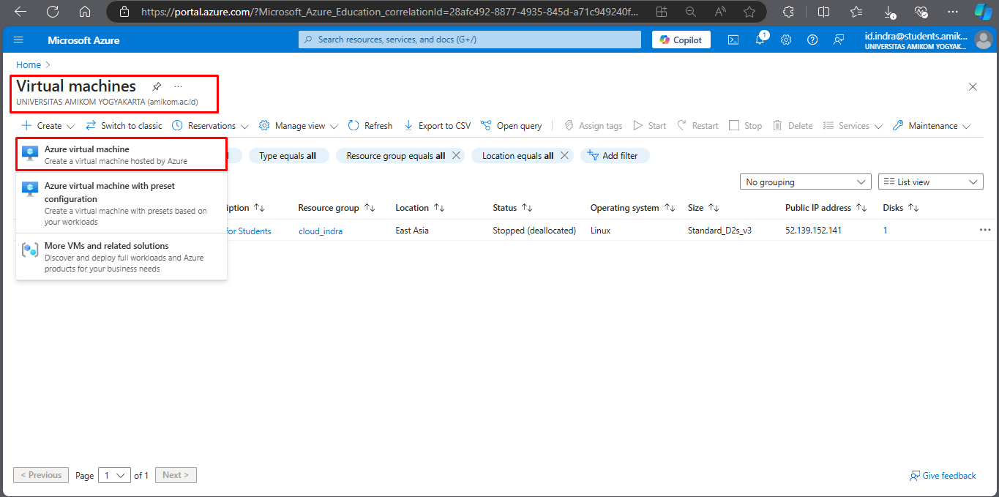 https://portal.azure.com/?Microsoft_Azure_Education_correlationId=28afc492-8877-4935-845d-a71c949240f...
Microsoft Azure
Search resources, services, and docs (G+/)
Copilot
1
id.indra@students.amik...
UNIVERSITAS AMIKOM YOGYAK...
Home >
Virtual machines
...
UNIVERSITAS AMIKOM YOGYAKARTA (amikom.ac.id)
Create Switch to classic Reservations Manage view Refresh Export to CSV Open query Assign tags Start Restart Stop Delete Services Maintenance
Azure virtual machine
Create a virtual machine hosted by Azure
Azure virtual machine with preset configuration
Create a virtual machine with presets based on your workloads
More VMs and related solutions
Discover and deploy full workloads and Azure products for your business needs
Type equals all Resource group equals all Location equals all Add filter
No grouping List view
iption Resource group Location Status Operating system Size Public IP address Disks
for Students cloud_indra East Asia Stopped (deallocated) Linux Standard_D2s_v3 52.139.152.141 1 ...
< Previous Page 1 of 1 Next >
Give feedback